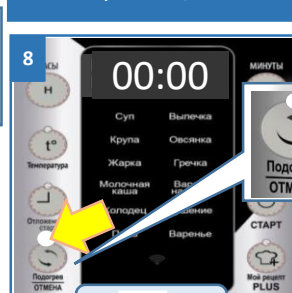 8
00:00
ЧАСЫ
МИНУТЫ
H
Суп
Выпечка
t°
Крупа
Овсянка
Температура
Жарка
Гречка
Молочная
каша
СТАРТ
Варенье
Подогрев
ОТМЕНА
Мой рецепт
PLUS